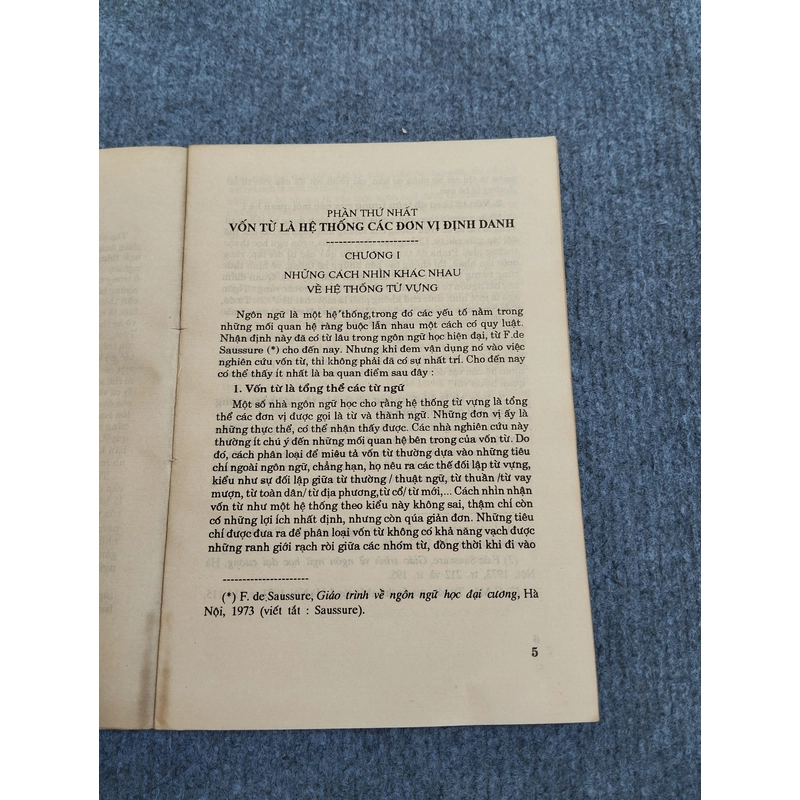 PHẦN THỨ NHẤT
VỐN TỪ LÀ HỆ THỐNG CÁC ĐƠN VỊ ĐỊNH DANH
CHƯƠNG I
NHỮNG CÁCH NHÌN KHÁC NHAU
VỀ HỆ THỐNG TỪ VỰNG
Ngôn ngữ là một hệ thống,trong đó các yếu tố nằm trong
những mối quan hệ ràng buộc lẫn nhau một cách có quy luật.
Nhận định này đã có từ lâu trong ngôn ngữ học hiện đại, từ F.de
Saussure (*) cho đến nay. Nhưng khi đem vận dụng nó vào việc
nghiên cứu vốn từ, thì không phải đã có sự nhất trí. Cho đến nay
có thể thấy ít nhất là ba quan điểm sau đây :
1. Vốn từ là tổng thể các từ ngữ
Một số nhà ngôn ngữ học cho rằng hệ thống từ vựng là tổng
thể các đơn vị được gọi là từ và thành ngữ. Những đơn vị ấy là
những thực thể, có thể nhận thấy được. Các nhà nghiên cứu này
thường ít chú ý đến những mối quan hệ bên trong của vốn từ. Do
đó, cách phân loại để miêu tả vốn từ thường dựa vào những tiêu
chí ngoài ngôn ngữ, chẳng hạn, họ nêu ra các thế đối lập từ vựng,
kiểu như sự đối lập giữa từ thường / thuật ngữ, từ thuần /từ vay
mượn, từ toàn dân/ từ địa phương,từ cổ/ từ mới,... Cách nhìn nhận
vốn từ như một hệ thống theo kiểu này không sai, thậm chí còn
có những lợi ích nhất định, nhưng còn qúa giản đơn. Những tiêu
chí được đưa ra để phân loại vốn từ không có khả năng vạch được
những ranh giới rạch ròi giữa các nhóm từ, đồng thời khi đi vào
(*) F. de Saussure, Giáo trình về ngôn ngữ học đại cương, Hà
Nội, 1973 (viết tắt : Saussure).
5